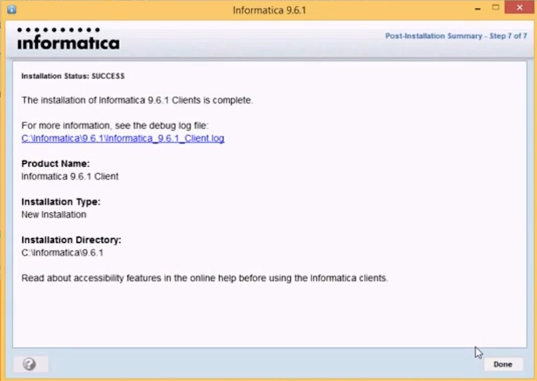 Informatica 9.6.1
informatica
Post-Installation Summary - Step 7 of 7
Installation Status: SUCCESS
The installation of Informatica 9.6.1 Clients is complete.
For more information, see the debug log file:
C:\Informatica\9.6.1\Informatica_9.6.1_Client.log
Product Name:
Informatica 9.6.1 Client
Installation Type:
New Installation
Installation Directory:
C:\Informatica\9.6.1
Read about accessibility features in the online help before using the Informatica clients.
?
Done